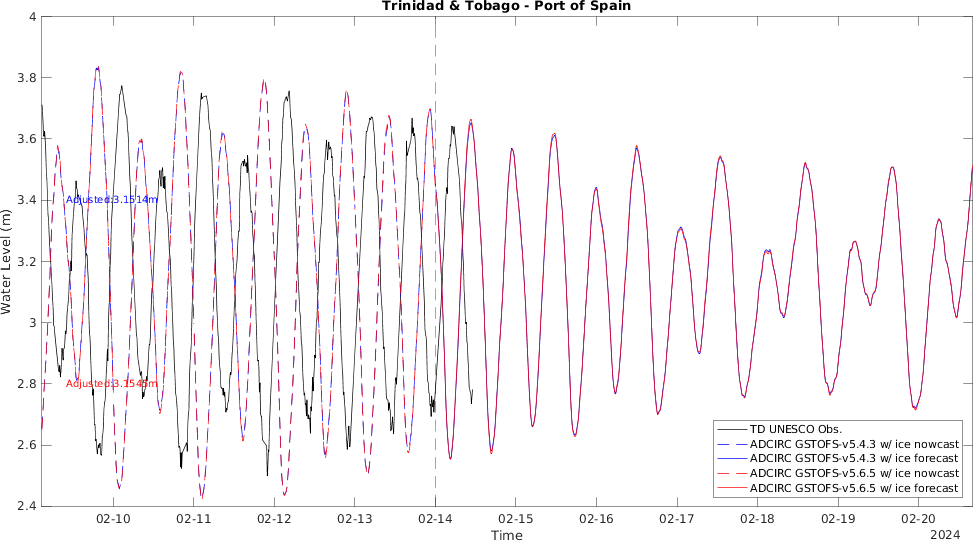 Trinidad & Tobago - Port of Spain
4
3.8
3.6
3.4
3.2
3
2.8
2.6
2.4
Water Level (m)
Adjusted:3.1514m
Adjusted:3.1545m
TD UNESCO Obs.
ADCIRC GSTOFS-v5.4.3 w/ ice nowcast
ADCIRC GSTOFS-v5.4.3 w/ ice forecast
ADCIRC GSTOFS-v5.6.5 w/ ice nowcast
ADCIRC GSTOFS-v5.6.5 w/ ice forecast
02-10 02-11 02-12 02-13 02-14 02-15 02-16 02-17 02-18 02-19 02-20
Time
2024